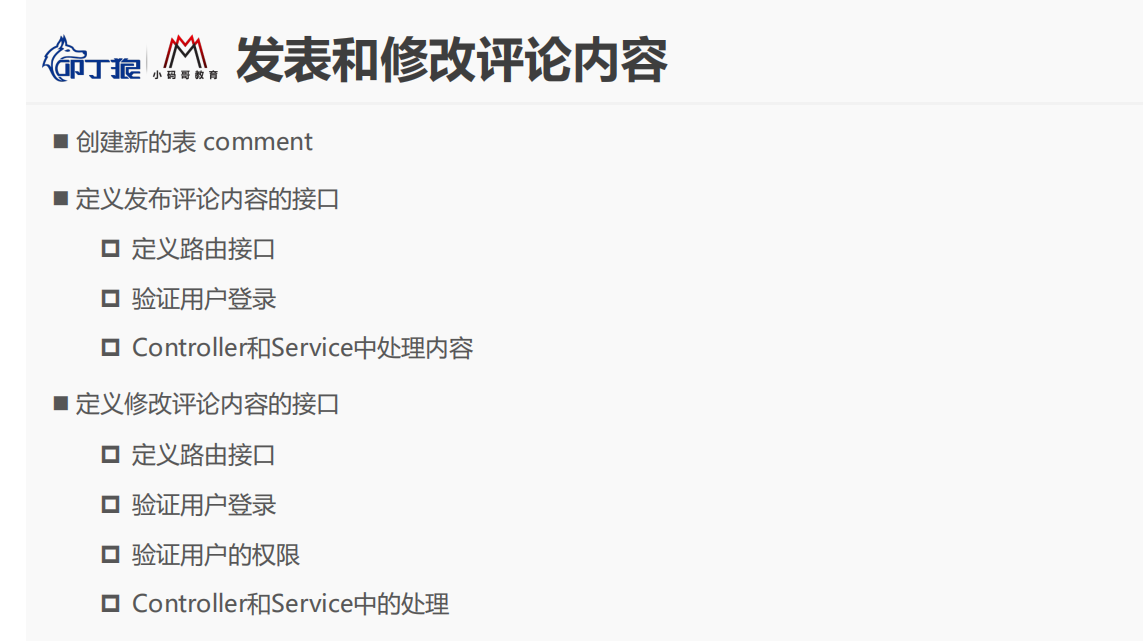 叩丁狼 小码哥教育 发表和修改评论内容
创建新的表 comment
定义发布评论内容的接口
定义路由接口
验证用户登录
Controller和Service中处理内容
定义修改评论内容的接口
定义路由接口
验证用户登录
验证用户的权限
Controller和Service中的处理